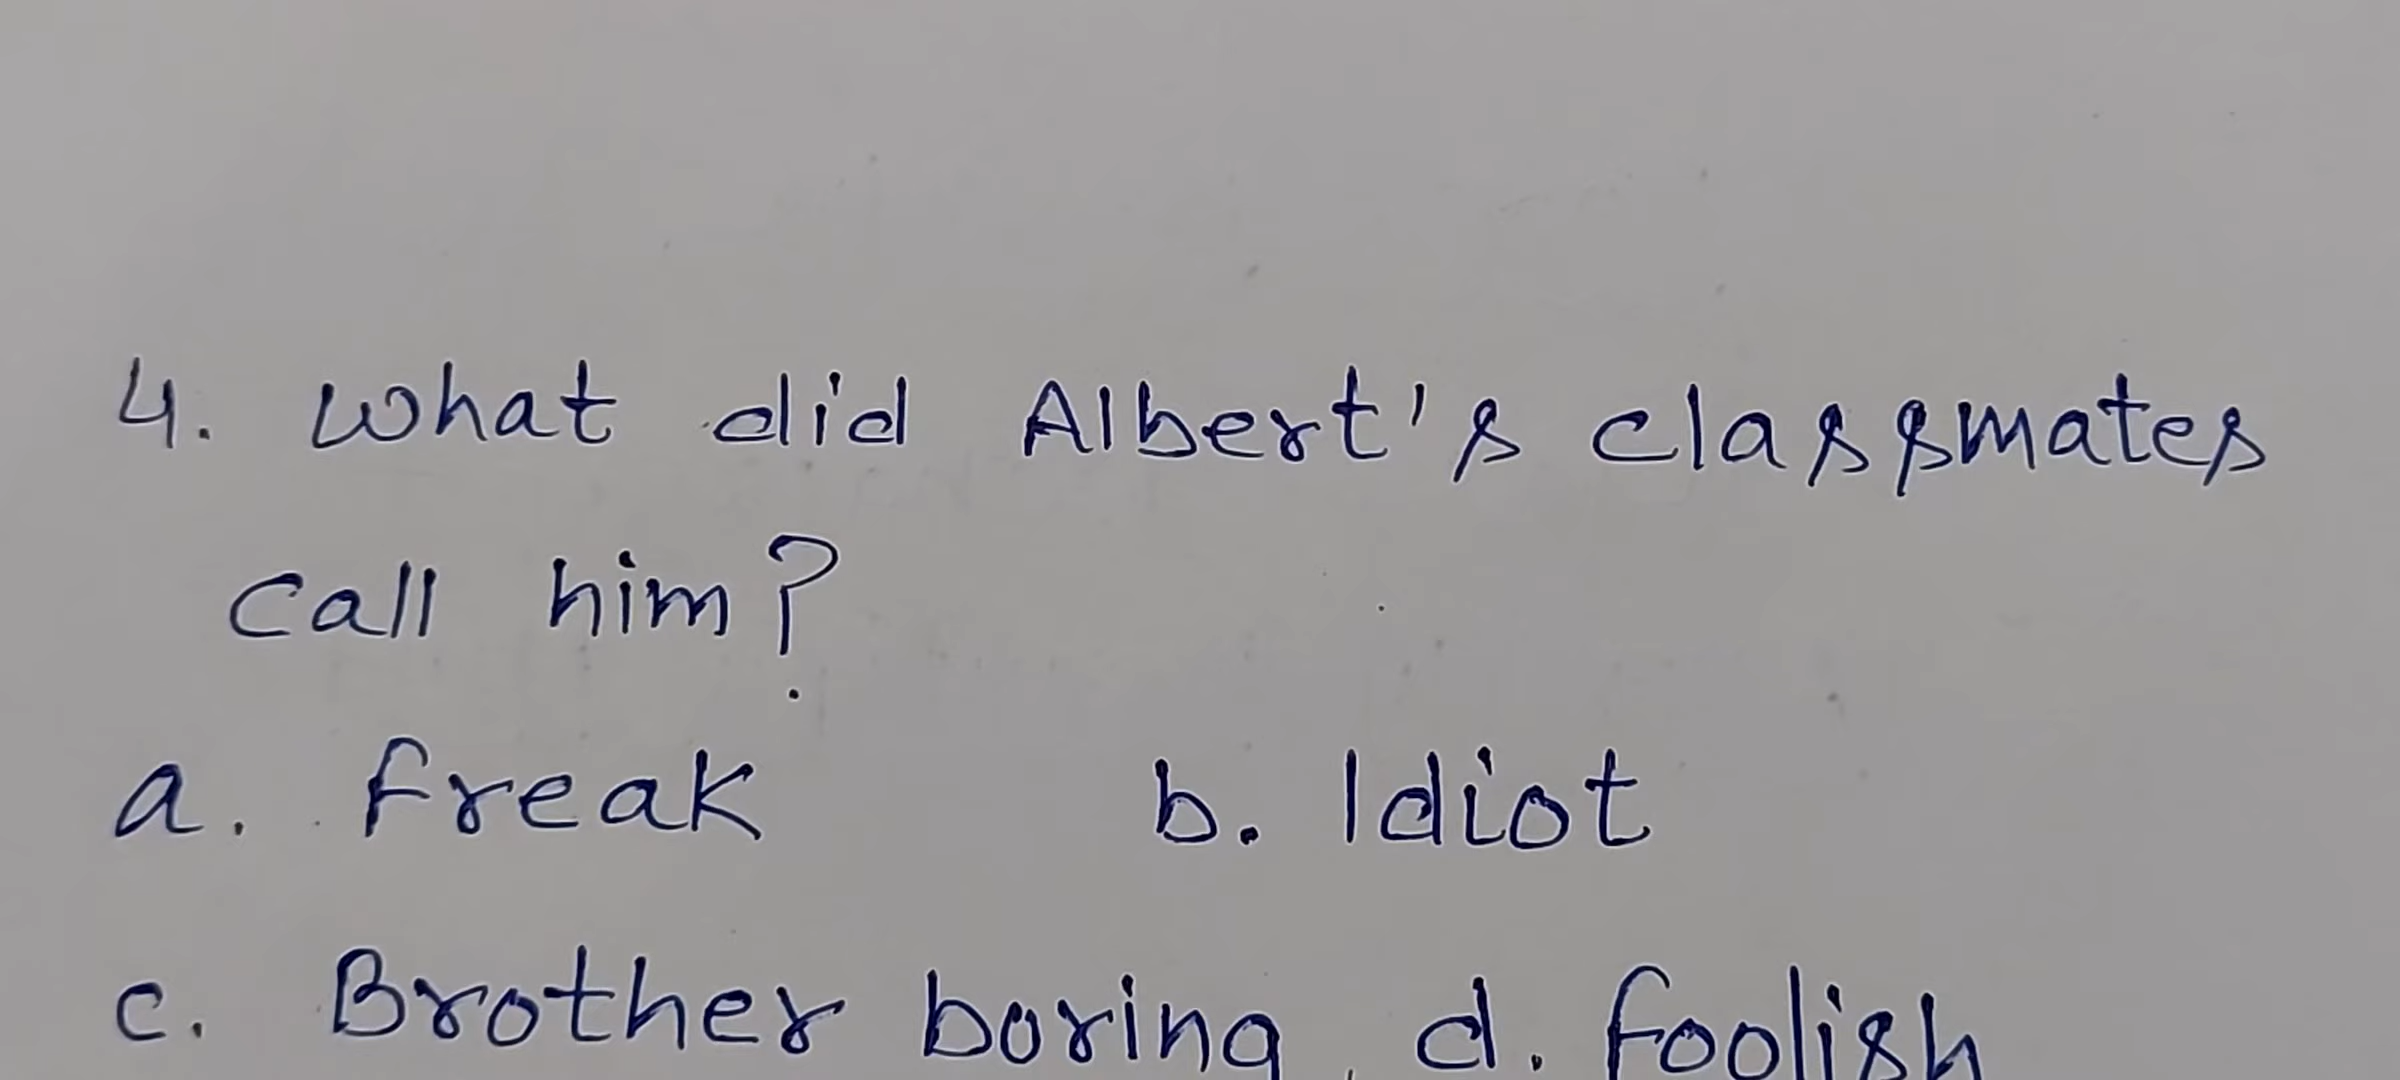 4. What did Albert's classmates
call him?
a. freak b. Idiot
c. Brother boring, d. foolish